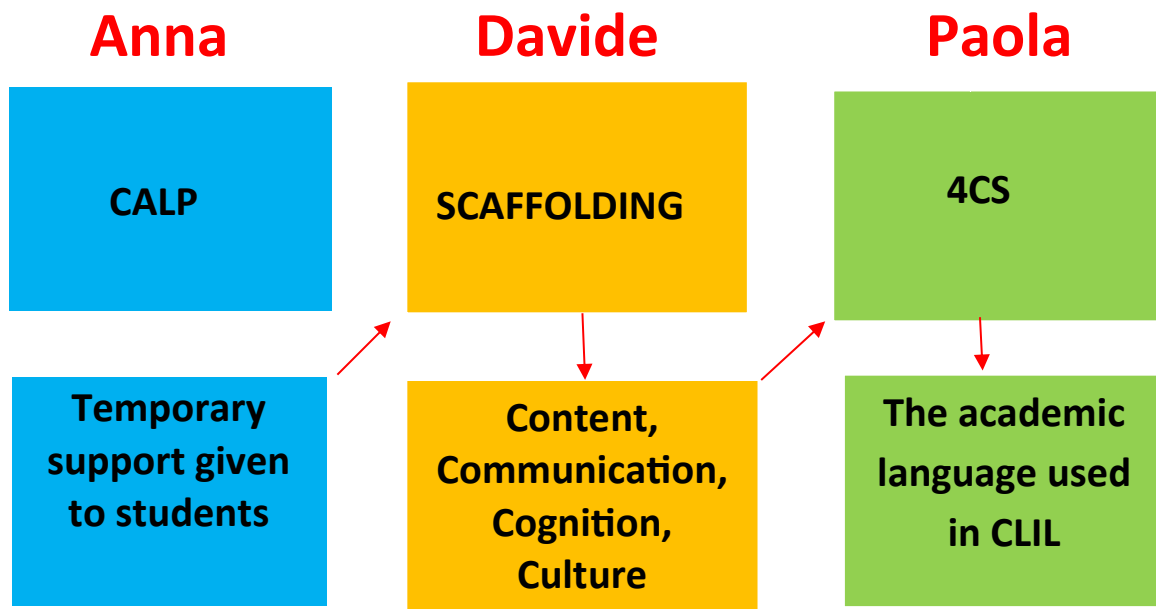 Anna
Davide
Paola
CALP
SCAFFOLDING
4CS
Temporary
support given
to students
Content,
Communication,
Cognition,
Culture
The academic
language used
in CLIL